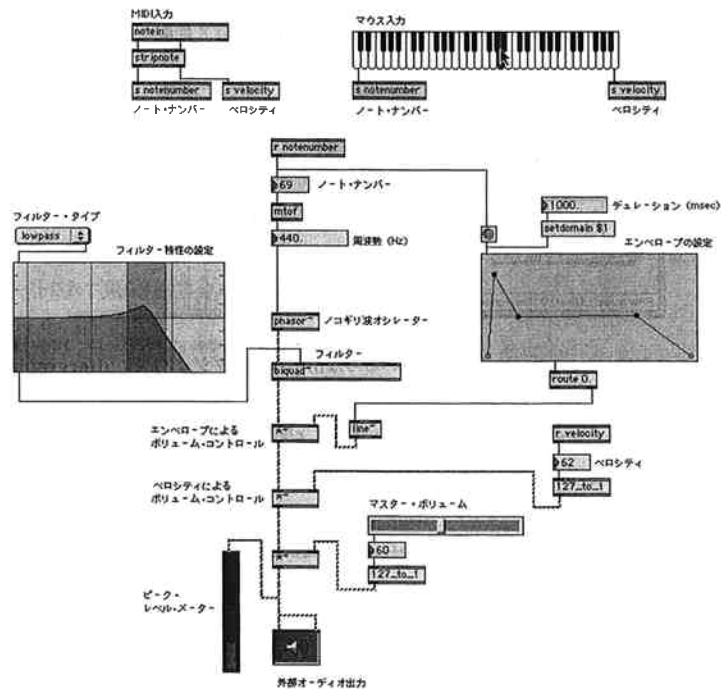 MIDI入力
notein
stripnote
s notenumber
s velocity
ノート・ナンバー
ベロシティ
マウス入力
s notenumber
s velocity
ノート・ナンバー
ベロシティ
r notenumber
69
ノート・ナンバー
mtof
440.
周波数 (Hz)
1000.
デュレーション (msec)
setdomain $1
エンベロープの設定
フィルター・タイプ
lowpass
フィルター特性の設定
phasor~
ノコギリ波オシレーター
フィルター
biquad~
route 0.
エンベロープによる
ボリューム・コントロール
*~
line~
r velocity
62
ベロシティ
127_to_1
ベロシティによる
ボリューム・コントロール
*~
マスター・ボリューム
60
127_to_1
*~
ピーク・
レベル・メーター
外部オーディオ出力